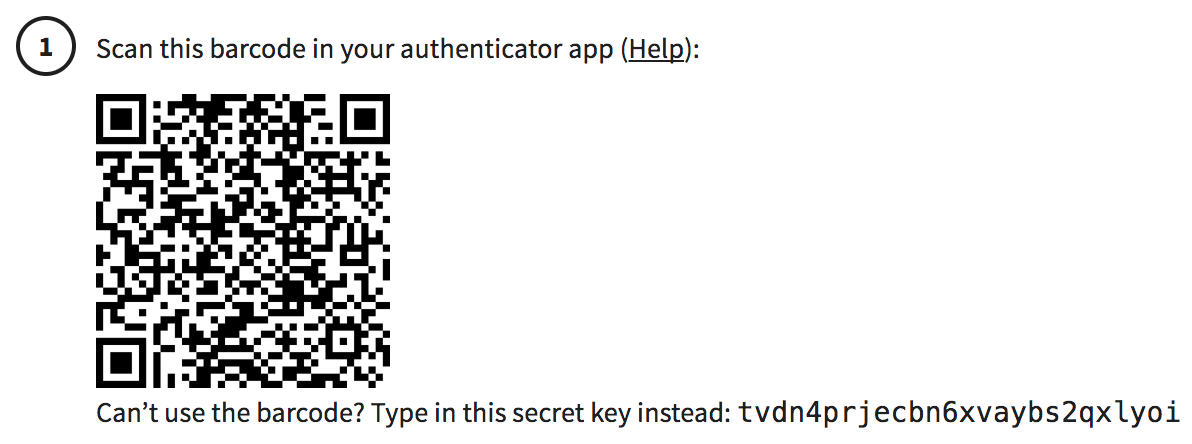 1
Scan this barcode in your authenticator app (Help):
Can’t use the barcode? Type in this secret key instead: tvdn4prjecbn6xvaybs2qxlyoi